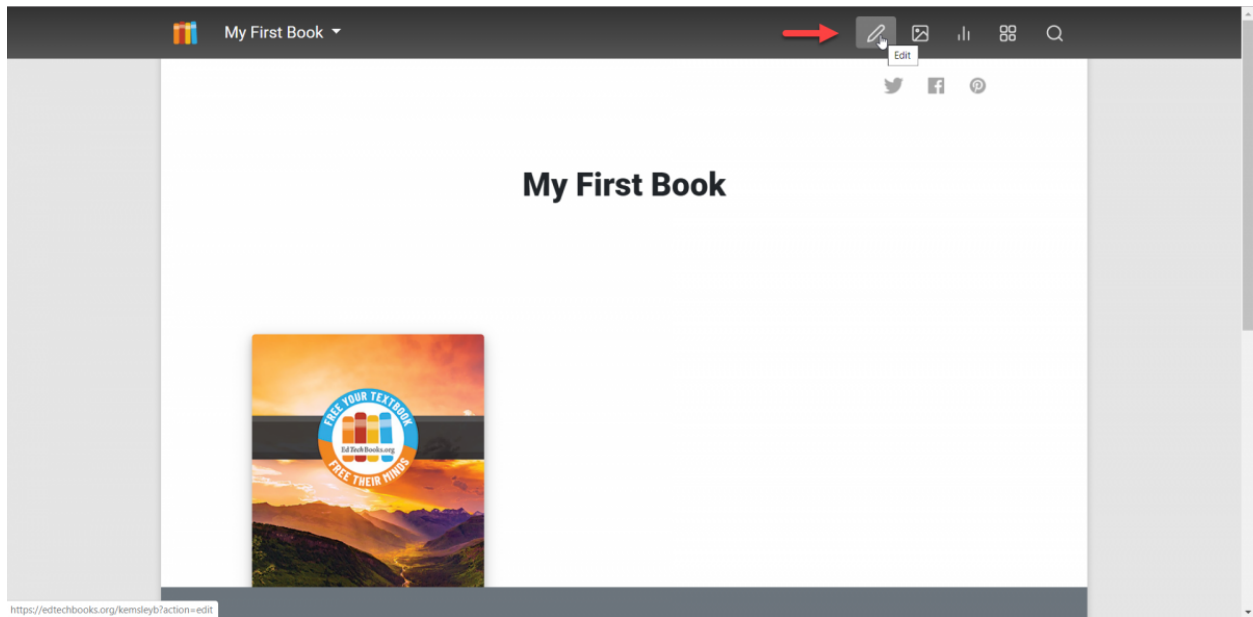 My First Book
Edit
My First Book
FREE YOUR TEXTBOOK
EdTechBooks.org
FREE THEIR MINDS
https://edtechbooks.org/kemsleyb?action=edit